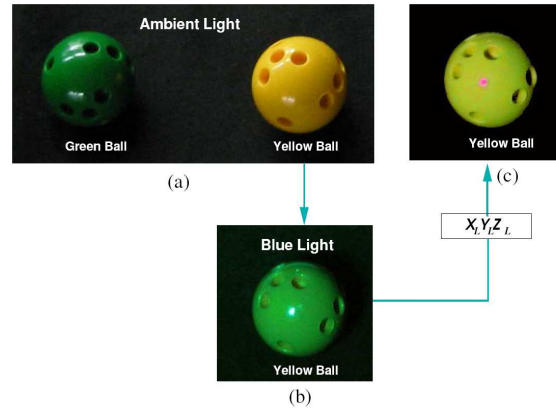 Ambient Light
Green Ball
Yellow Ball
(a)
Blue Light
Yellow Ball
(b)
X_L Y_L Z_L
Yellow Ball
(c)